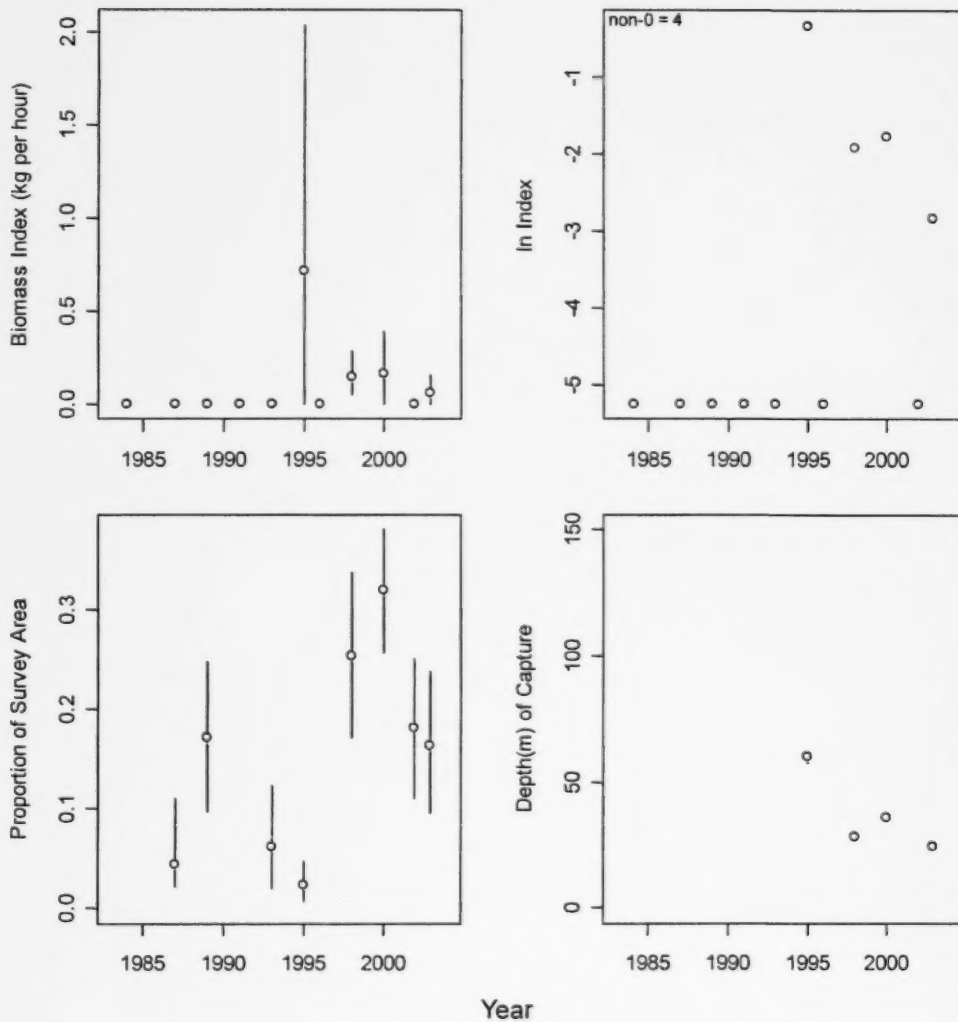 Biomass Index (kg per hour)
2.0
1.5
1.0
0.5
0.0
1985 1990 1995 2000
non-0 = 4
ln Index
-1
-2
-3
-4
-5
1985 1990 1995 2000
Proportion of Survey Area
0.3
0.2
0.1
0.0
1985 1990 1995 2000
Depth(m) of Capture
150
100
50
0
1985 1990 1995 2000
Year